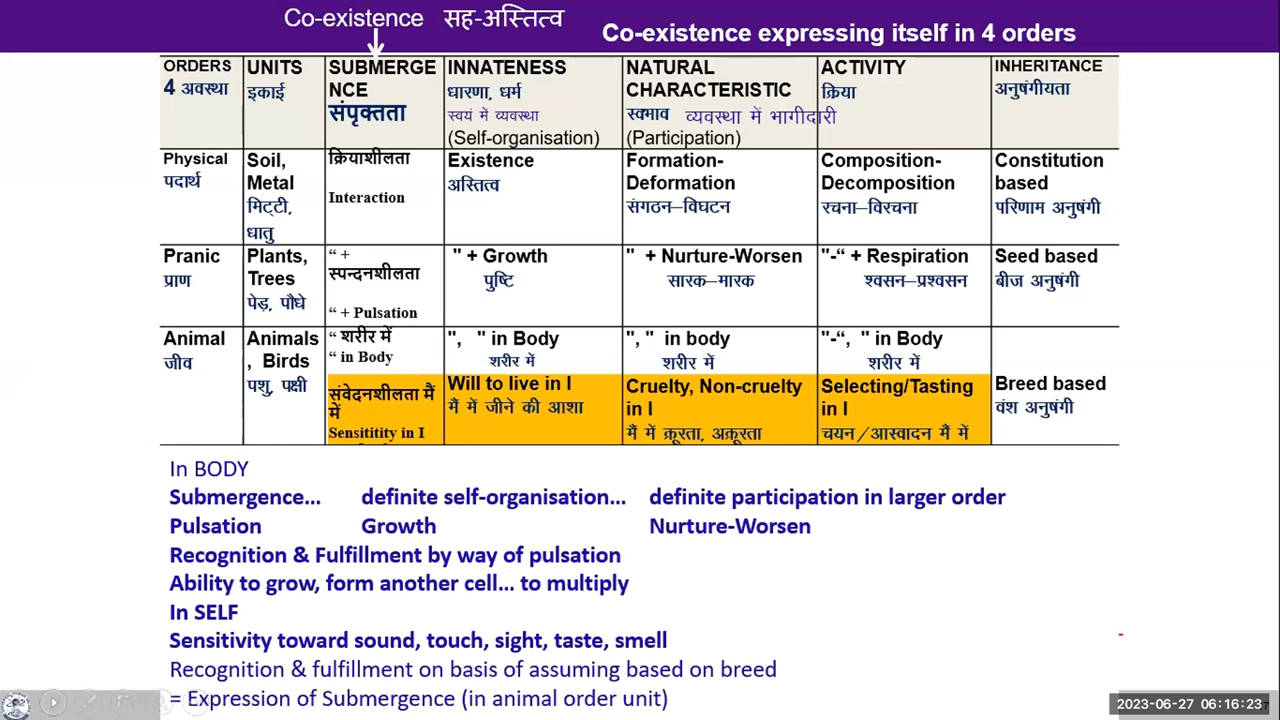 Co-existence सह-अस्तित्व
Co-existence expressing itself in 4 orders
ORDERS
4 अवस्था
UNITS
इकाई
SUBMERGE
NCE
संपृक्तता
INNATENESS
धारणा, धर्म
स्वयं में व्यवस्था
(Self-organisation)
NATURAL
CHARACTERISTIC
स्वभाव व्यवस्था में भागीदारी
(Participation)
ACTIVITY
क्रिया
INHERITANCE
अनुषंगीयता
Physical
पदार्थ
Soil,
Metal
मिट्टी,
धातु
क्रियाशीलता
Interaction
Existence
अस्तित्व
Formation-
Deformation
संगठन–विघटन
Composition-
Decomposition
रचना–विरचना
Constitution
based
परिणाम अनुषंगी
Pranic
प्राण
Plants,
Trees
पेड़, पौधे
“ +
स्पन्दनशीलता
“ + Pulsation
" + Growth
पुष्टि
" + Nurture-Worsen
सारक–मारक
"-“ + Respiration
श्वसन–प्रश्वसन
Seed based
बीज अनुषंगी
Animal
जीव
Animals
, Birds
पशु, पक्षी
“ शरीर में
“ in Body
संवेदनशीलता मैं
में
Sensititity in I
", " in Body
शरीर में
Will to live in I
मैं में जीने की आशा
", " in body
शरीर में
Cruelty, Non-cruelty
in I
मैं में क्रूरता, अक्रूरता
"-“, " in Body
शरीर में
Selecting/Tasting
in I
चयन/आस्वादन मैं में
Breed based
वंश अनुषंगी
In BODY
Submergence... definite self-organisation... definite participation in larger order
Pulsation Growth Nurture-Worsen
Recognition & Fulfillment by way of pulsation
Ability to grow, form another cell... to multiply
In SELF
Sensitivity toward sound, touch, sight, taste, smell
Recognition & fulfillment on basis of assuming based on breed
= Expression of Submergence (in animal order unit)
2023-06-27 06:16:23